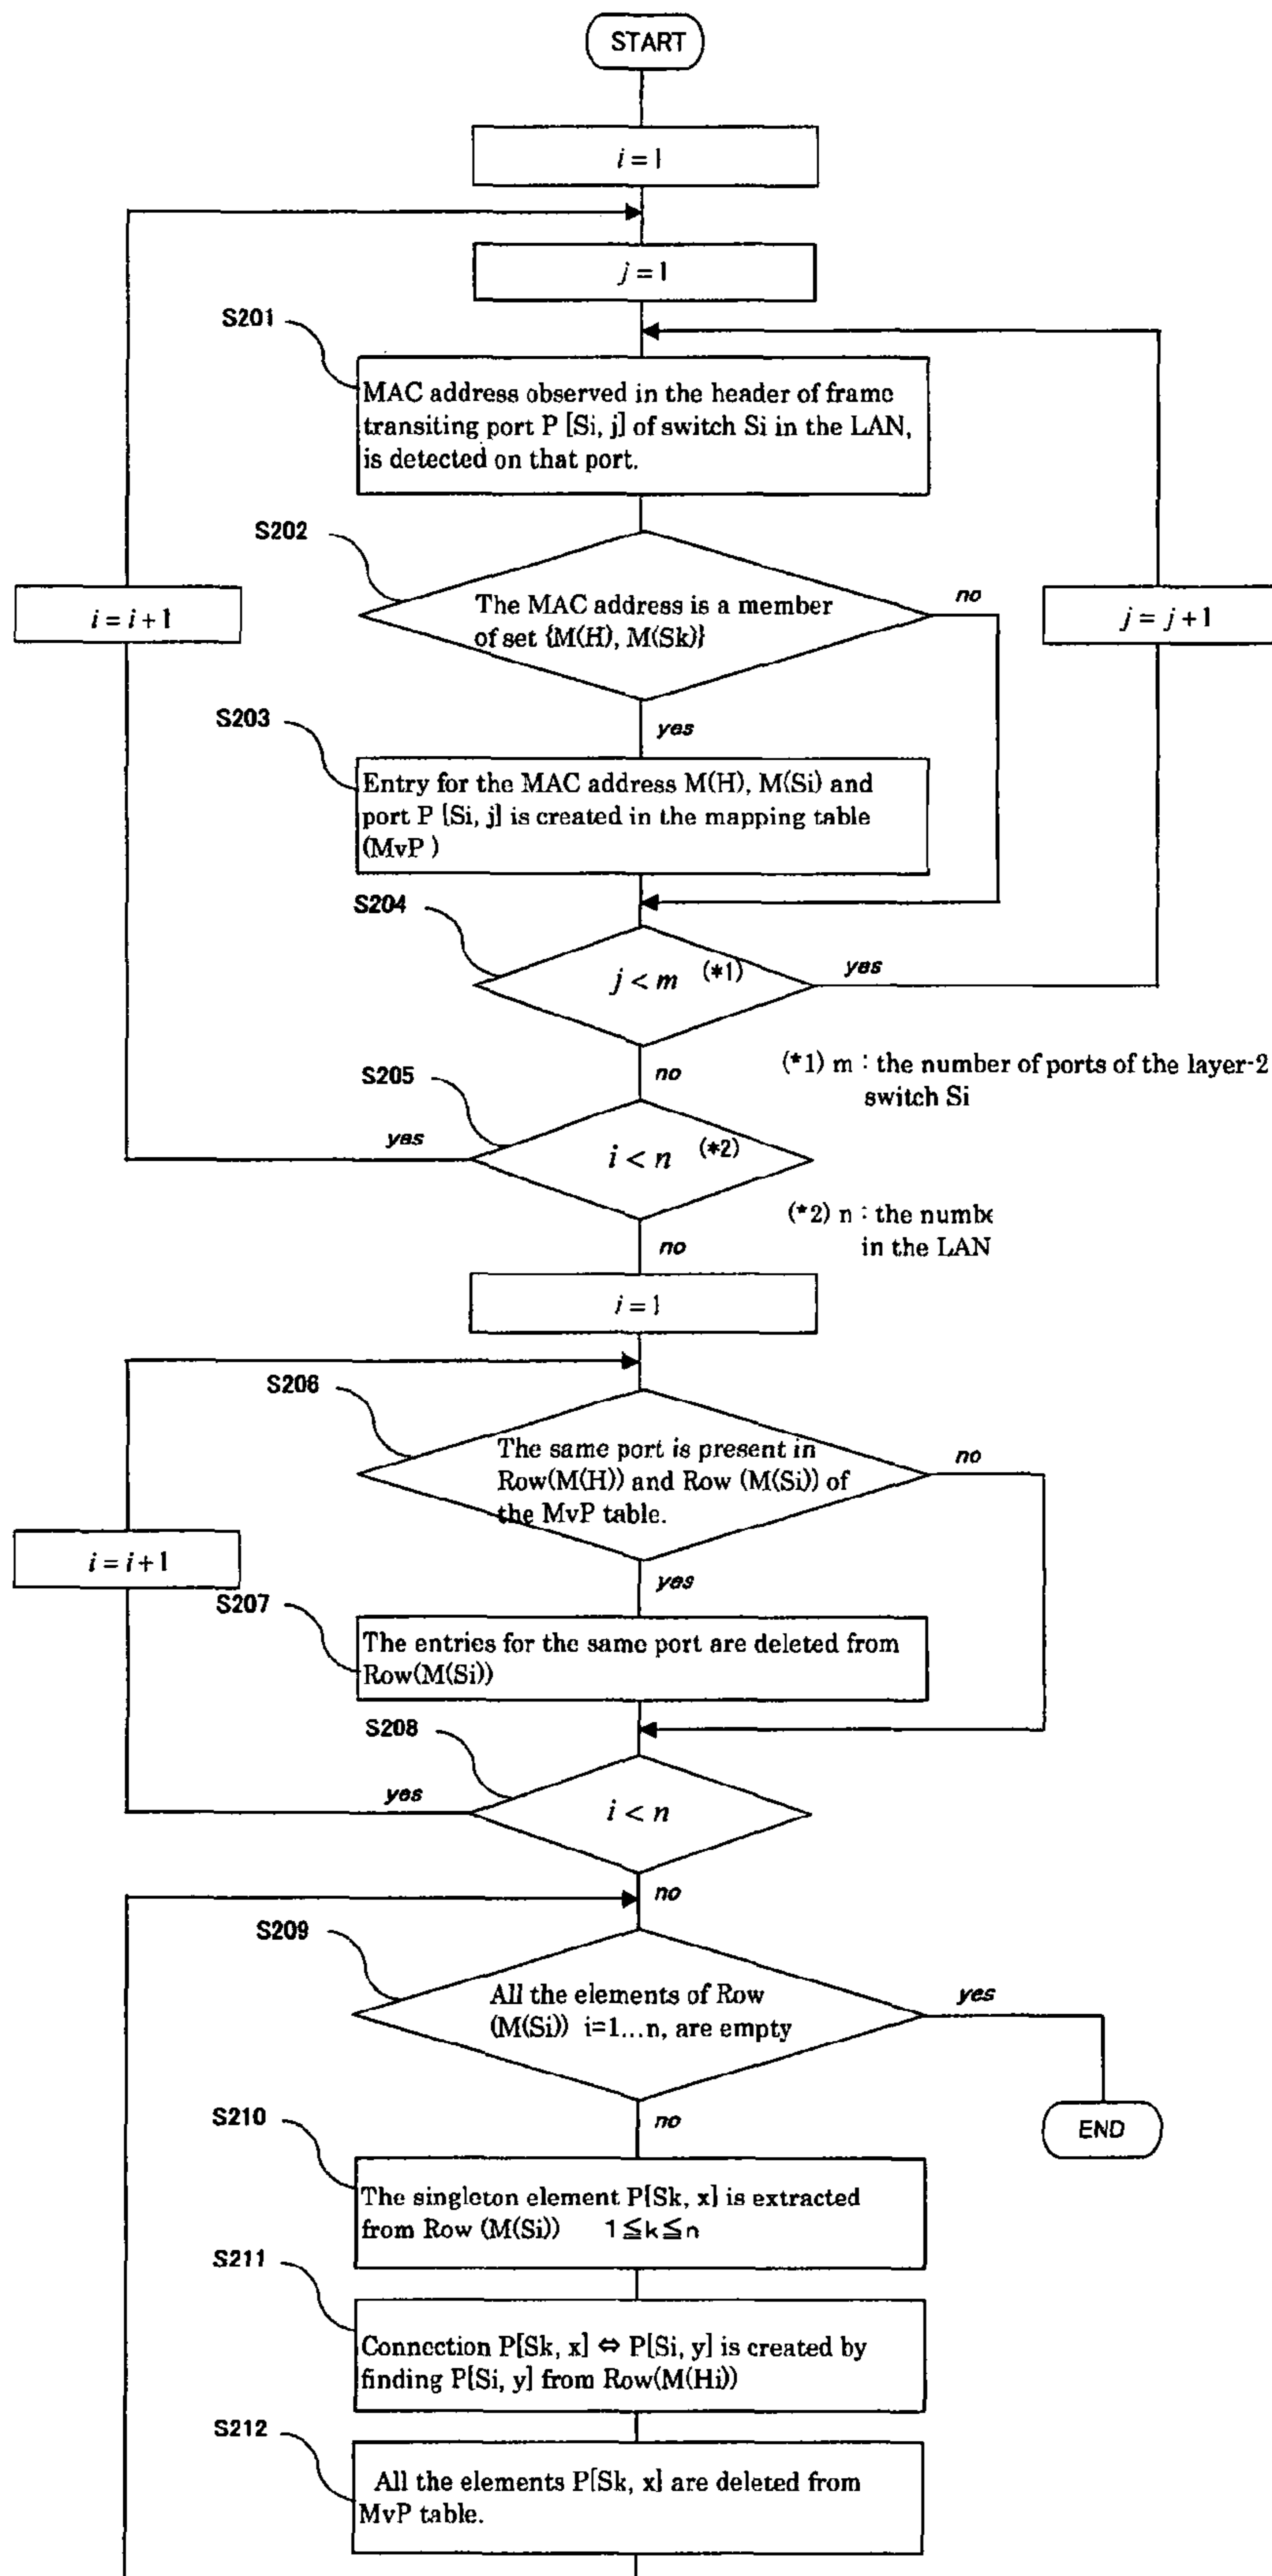 START
i = 1
j = 1
S201
MAC address observed in the header of frame
transiting port P [Si, j] of switch Si in the LAN,
is detected on that port.
S202
The MAC address is a member
of set {M(H), M(Sk)}
no
i = i+1
j = j+1
yes
S203
Entry for the MAC address M(H), M(Si) and
port P [Si, j] is created in the mapping table
(MvP )
S204
j < m (*1)
yes
no
(*1) m : the number of ports of the layer-2
switch Si
S205
yes
i < n (*2)
(*2) n : the numbe
in the LAN
no
i = 1
S206
The same port is present in
Row(M(H)) and Row (M(Si)) of
the MvP table.
no
i = i+1
yes
S207
The entries for the same port are deleted from
Row(M(Si))
S208
yes
i < n
no
S209
All the elements of Row
(M(Si)) i=1...n, are empty
yes
END
no
S210
The singleton element P[Sk, x] is extracted
from Row (M(Si)) 1≦k≦n
S211
Connection P[Sk, x] ⇔ P[Si, y] is created by
finding P[Si, y] from Row(M(Hi))
S212
All the elements P[Sk, x] are deleted from
MvP table.